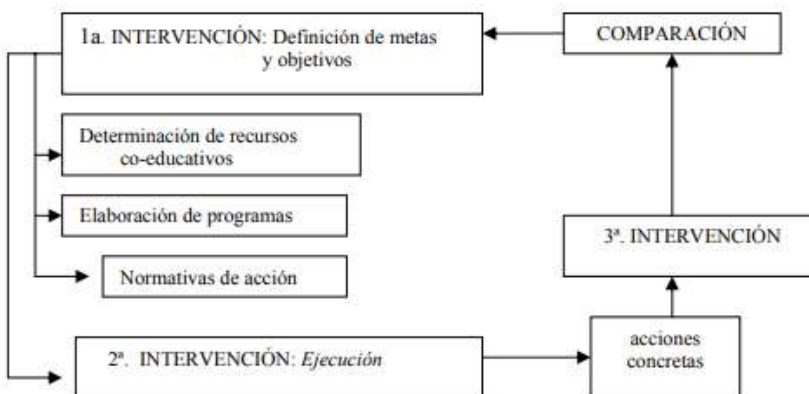 1a. INTERVENCIÓN: Definición de metas
y objetivos
COMPARACIÓN
Determinación de recursos
co-educativos
Elaboración de programas
Normativas de acción
3ª. INTERVENCIÓN
2ª. INTERVENCIÓN: Ejecución
acciones
concretas